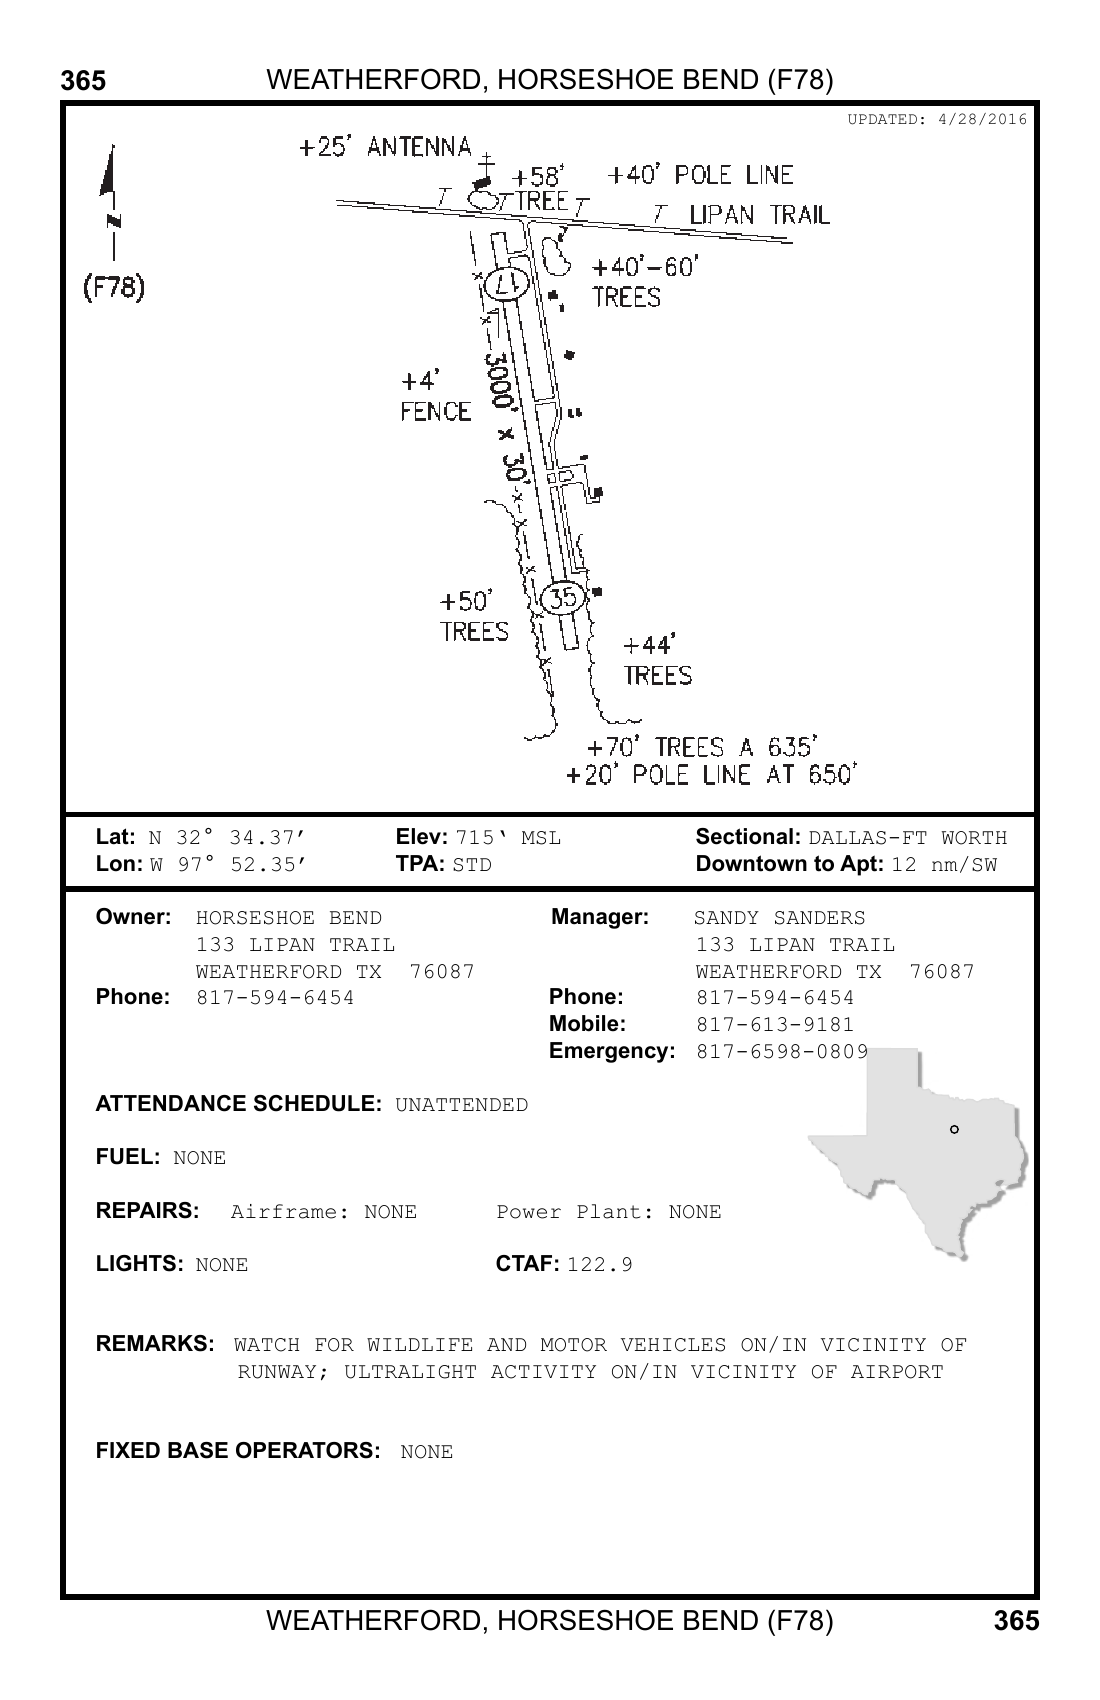 365 WEATHERFORD, HORSESHOE BEND (F78)
UPDATED: 4/28/2016
+25' ANTENNA
+58' TREE
+40' POLE LINE
LIPAN TRAIL
N
(F78)
17
+40'-60' TREES
+4' FENCE
3000' x 30'
+50' TREES
35
+44' TREES
+70' TREES A 635'
+20' POLE LINE AT 650'
Lat: N 32° 34.37′ Elev: 715‘ MSL Sectional: DALLAS-FT WORTH
Lon: W 97° 52.35′ TPA: STD Downtown to Apt: 12 nm/SW
Owner: HORSESHOE BEND Manager: SANDY SANDERS
133 LIPAN TRAIL 133 LIPAN TRAIL
WEATHERFORD TX 76087 WEATHERFORD TX 76087
Phone: 817-594-6454 Phone: 817-594-6454
Mobile: 817-613-9181
Emergency: 817-6598-0809
ATTENDANCE SCHEDULE: UNATTENDED
FUEL: NONE
REPAIRS: Airframe: NONE Power Plant: NONE
LIGHTS: NONE CTAF: 122.9
REMARKS: WATCH FOR WILDLIFE AND MOTOR VEHICLES ON/IN VICINITY OF
RUNWAY; ULTRALIGHT ACTIVITY ON/IN VICINITY OF AIRPORT
FIXED BASE OPERATORS: NONE
WEATHERFORD, HORSESHOE BEND (F78) 365